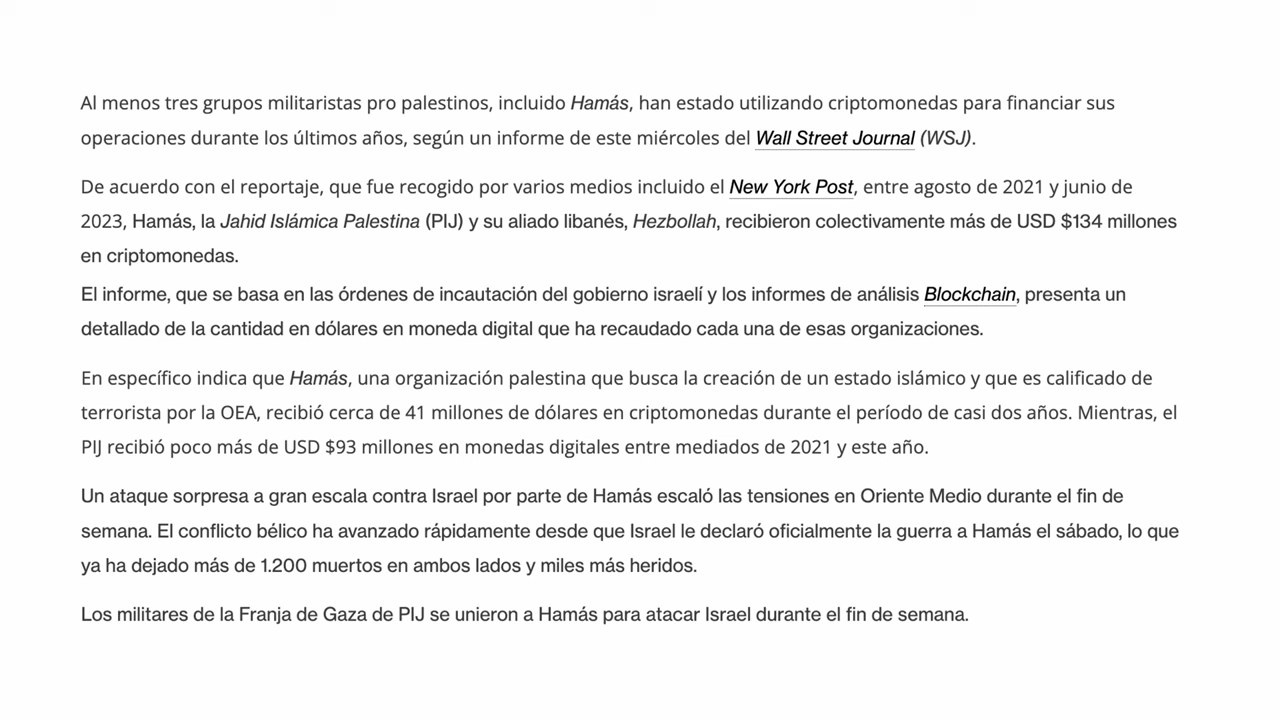 Al menos tres grupos militaristas pro palestinos, incluido Hamás, han estado utilizando criptomonedas para financiar sus
operaciones durante los últimos años, según un informe de este miércoles del Wall Street Journal (WSJ).
De acuerdo con el reportaje, que fue recogido por varios medios incluido el New York Post, entre agosto de 2021 y junio de
2023, Hamás, la Jahid Islámica Palestina (PIJ) y su aliado libanés, Hezbollah, recibieron colectivamente más de USD $134 millones
en criptomonedas.
El informe, que se basa en las órdenes de incautación del gobierno israelí y los informes de análisis Blockchain, presenta un
detallado de la cantidad en dólares en moneda digital que ha recaudado cada una de esas organizaciones.
En específico indica que Hamás, una organización palestina que busca la creación de un estado islámico y que es calificado de
terrorista por la OEA, recibió cerca de 41 millones de dólares en criptomonedas durante el período de casi dos años. Mientras, el
PIJ recibió poco más de USD $93 millones en monedas digitales entre mediados de 2021 y este año.
Un ataque sorpresa a gran escala contra Israel por parte de Hamás escaló las tensiones en Oriente Medio durante el fin de
semana. El conflicto bélico ha avanzado rápidamente desde que Israel le declaró oficialmente la guerra a Hamás el sábado, lo que
ya ha dejado más de 1.200 muertos en ambos lados y miles más heridos.
Los militares de la Franja de Gaza de PIJ se unieron a Hamás para atacar Israel durante el fin de semana.